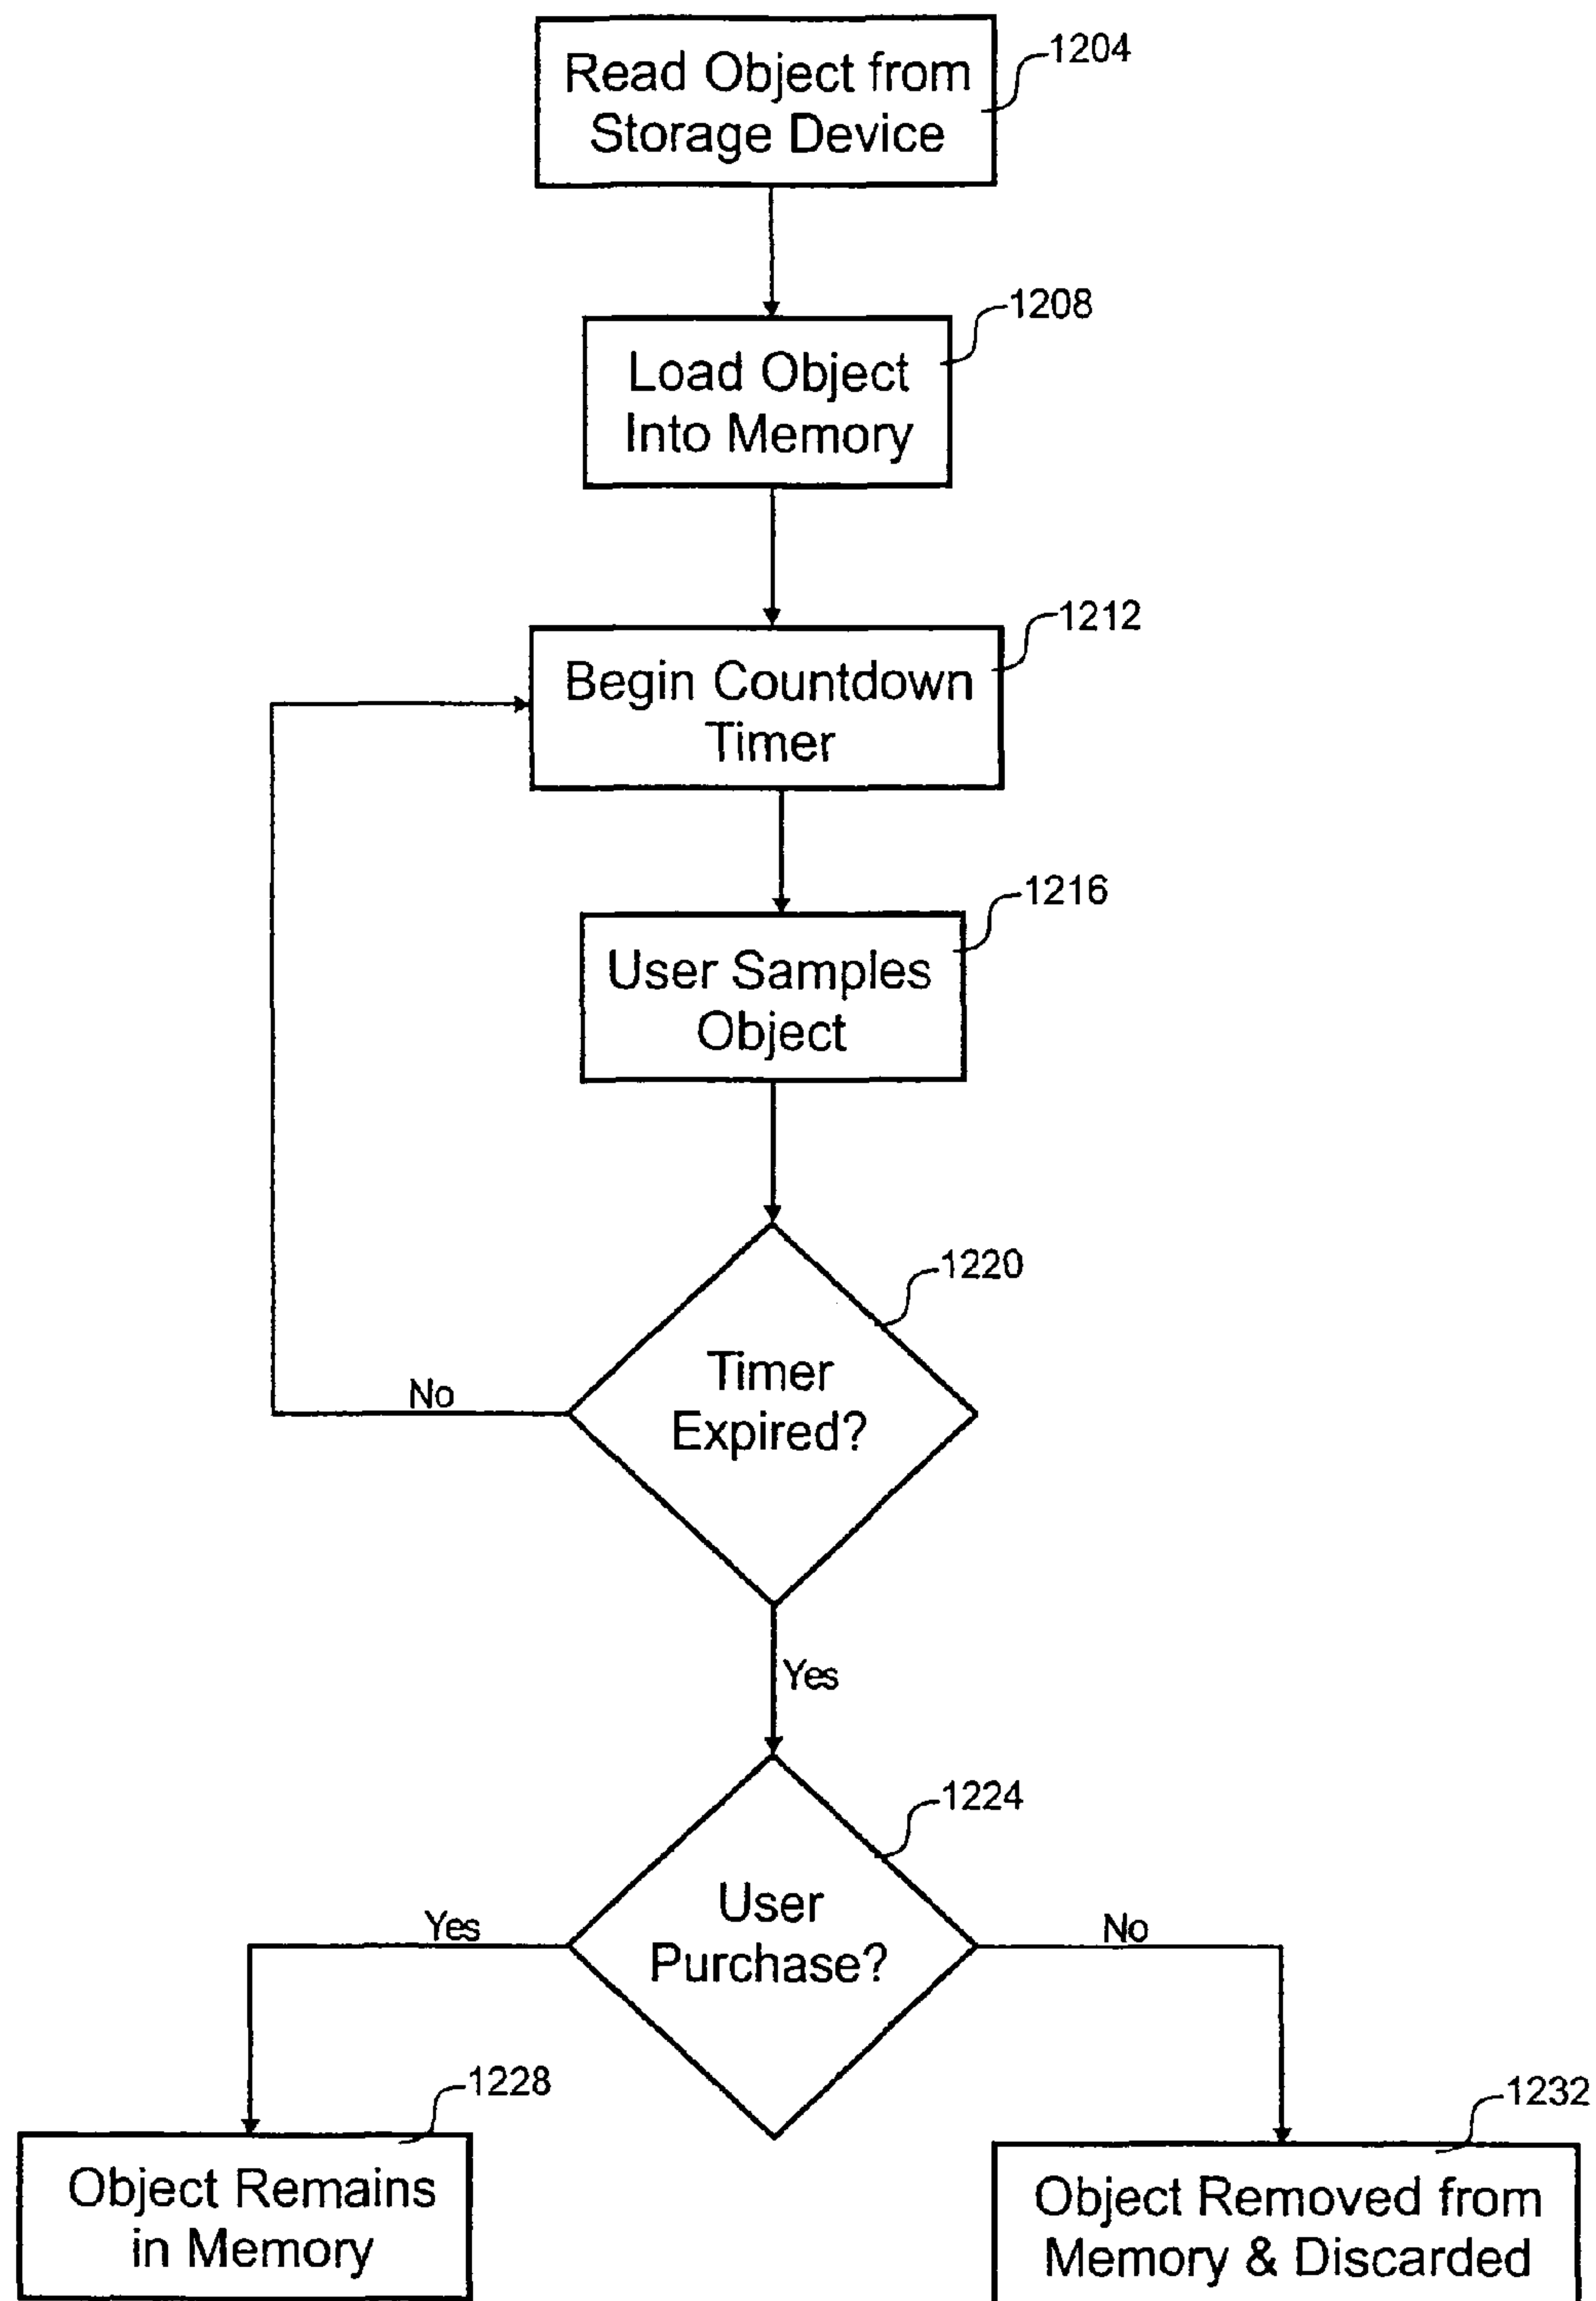 Read Object from
Storage Device
1204
Load Object
Into Memory
1208
Begin Countdown
Timer
1212
User Samples
Object
1216
Timer
Expired?
1220
No
Yes
User
Purchase?
1224
Yes
No
Object Remains
in Memory
1228
Object Removed from
Memory & Discarded
1232